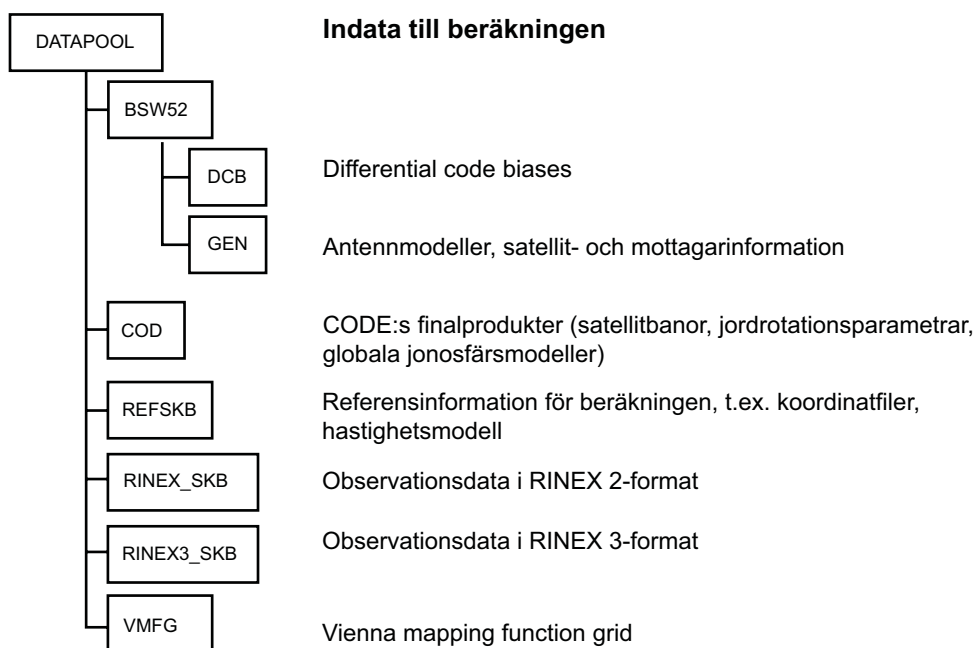 DATAPOOL
Indata till beräkningen
BSW52
DCB
Differential code biases
GEN
Antennmodeller, satellit- och mottagarinformation
COD
CODE:s finalprodukter (satellitbanor, jordrotationsparametrar,
globala jonosfärsmodeller)
REFSKB
Referensinformation för beräkningen, t.ex. koordinatfiler,
hastighetsmodell
RINEX_SKB
Observationsdata i RINEX 2-format
RINEX3_SKB
Observationsdata i RINEX 3-format
VMFG
Vienna mapping function grid